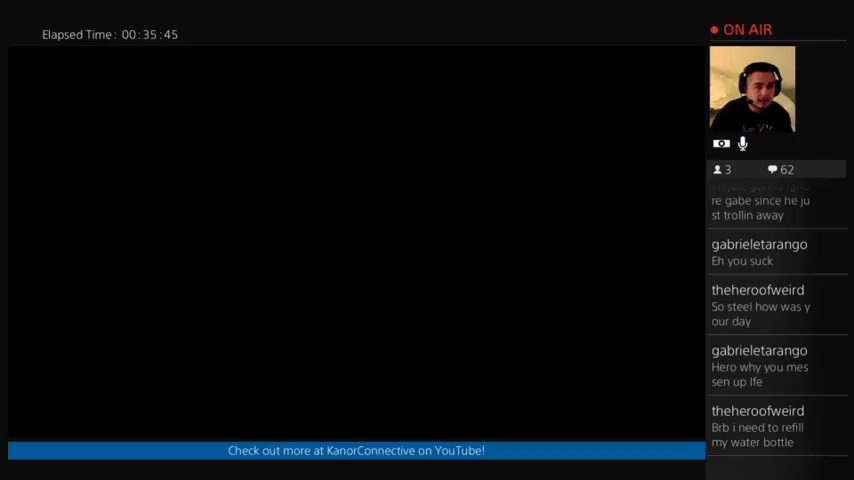 Elapsed Time: 00:35:45
ON AIR
3 62
re gabe since he ju
st trollin away
gabrieletarango
Eh you suck
theheroofweird
So steel how was y
our day
gabrieletarango
Hero why you mes
sen up lfe
theheroofweird
Brb i need to refill
my water bottle
Check out more at KanorConnective on YouTube!